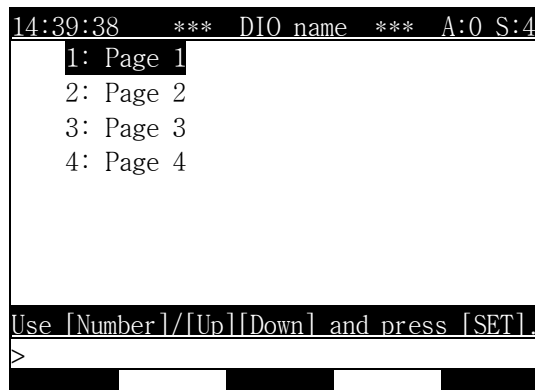 14:39:38 *** DIO name *** A:0 S:4
1: Page 1
2: Page 2
3: Page 3
4: Page 4
Use [Number]/[Up][Down] and press [SET].
>